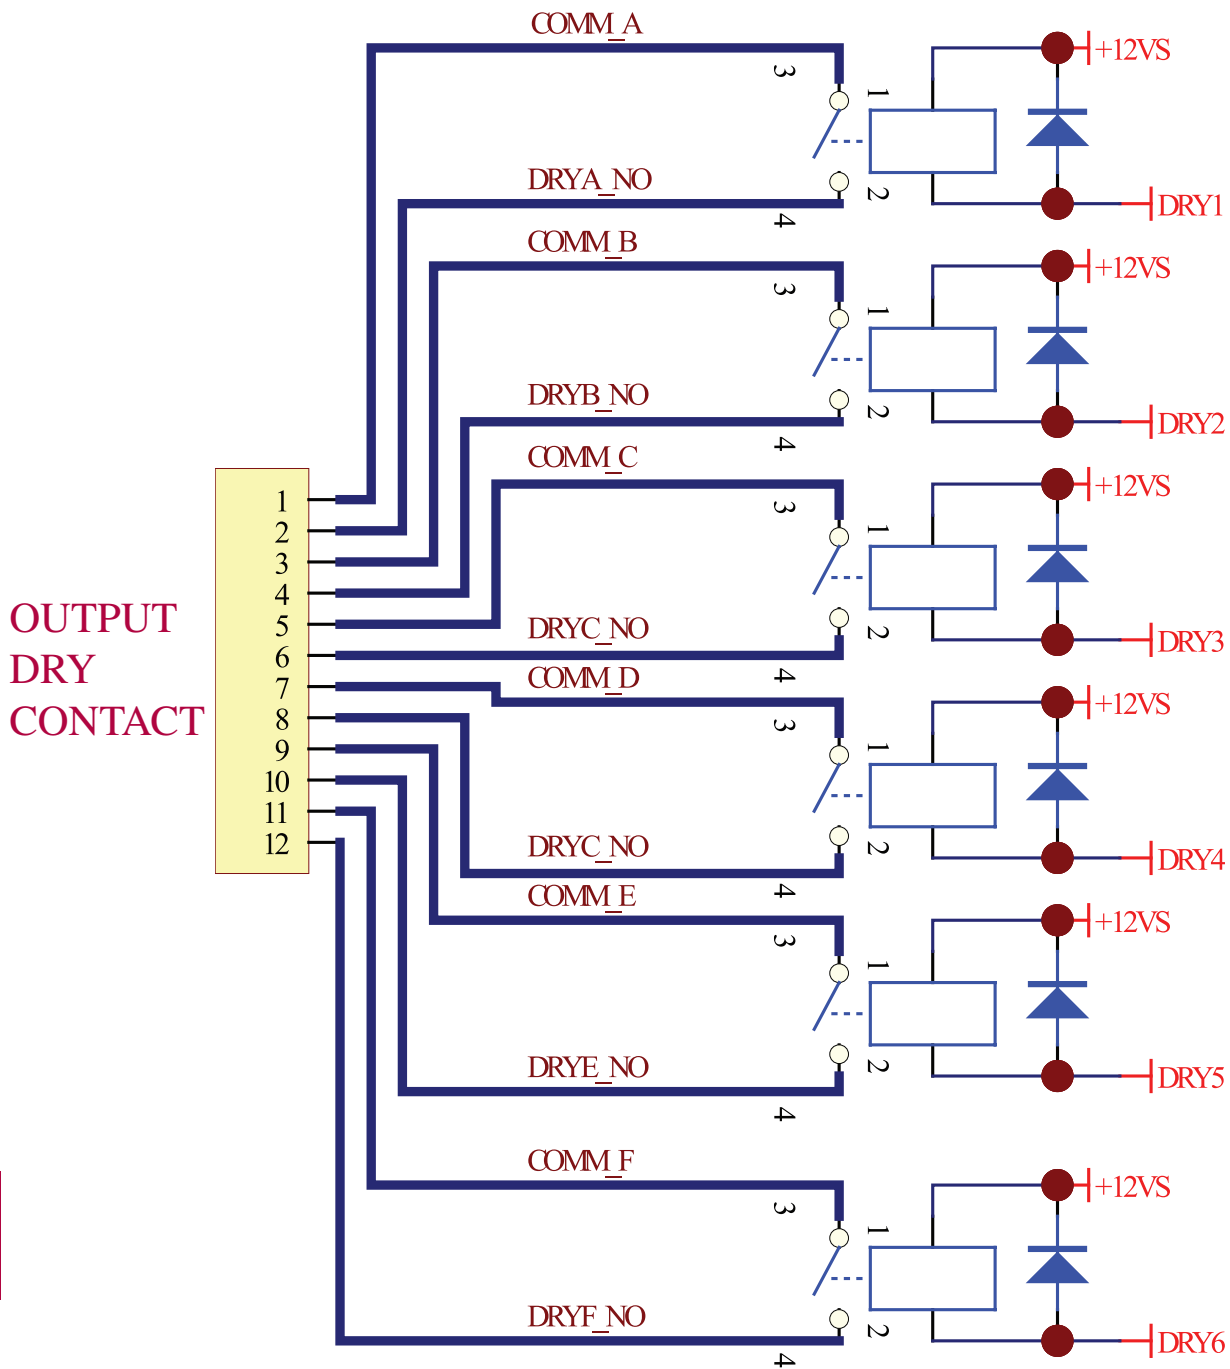 COMM_A
3
1
+12VS
DRYA_NO
4
2
DRY1
COMM_B
3
1
+12VS
DRYB_NO
4
2
DRY2
COMM_C
3
1
+12VS
DRYC_NO
4
2
DRY3
COMM_D
3
1
+12VS
DRYC_NO
4
2
DRY4
COMM_E
3
1
+12VS
DRYE_NO
4
2
DRY5
COMM_F
3
1
+12VS
DRYF_NO
4
2
DRY6
OUTPUT
DRY
CONTACT
1
2
3
4
5
6
7
8
9
10
11
12